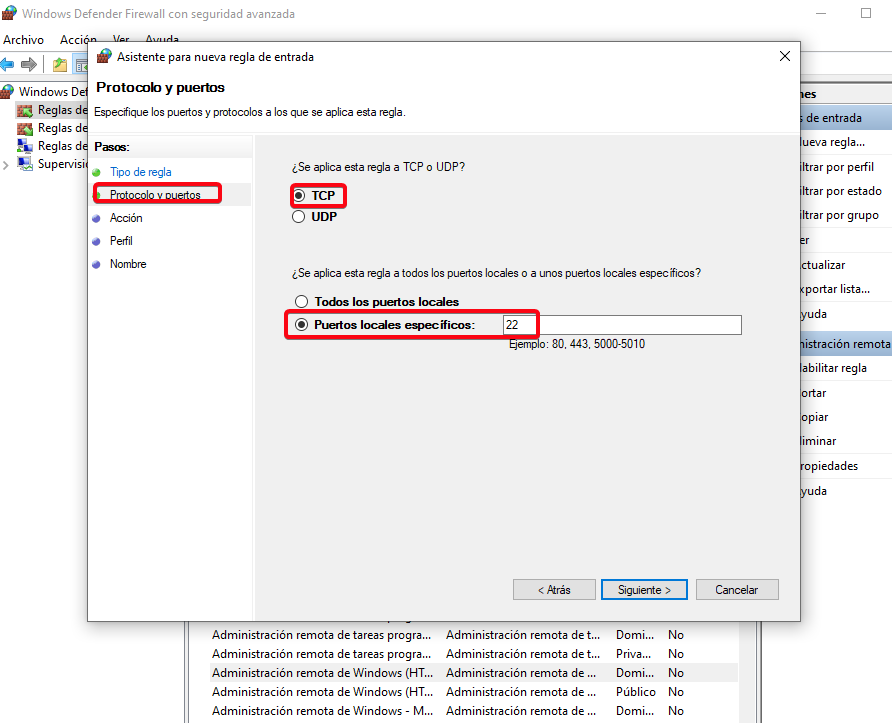 Windows Defender Firewall con seguridad avanzada
Archivo Acción Ver Ayuda
Asistente para nueva regla de entrada
Protocolo y puertos
Especifique los puertos y protocolos a los que se aplica esta regla.
Windows Def
Reglas de
Reglas de
Reglas de
Supervisió
Pasos:
Tipo de regla
Protocolo y puertos
Acción
Perfil
Nombre
¿Se aplica esta regla a TCP o UDP?
TCP
UDP
¿Se aplica esta regla a todos los puertos locales o a unos puertos locales específicos?
Todos los puertos locales
Puertos locales específicos: 22
Ejemplo: 80, 443, 5000-5010
< Atrás Siguiente > Cancelar
nes
s de entrada
ueva regla...
iltrar por perfil
iltrar por estado
iltrar por grupo
er
ctualizar
xportar lista...
yuda
nistración remota
abilitar regla
ortar
opiar
liminar
ropiedades
yuda
Administración remota de tareas progra... Administración remota de t... Domi... No
Administración remota de tareas progra... Administración remota de t... Priva... No
Administración remota de Windows (HT... Administración remota de ... Domi... No
Administración remota de Windows (HT... Administración remota de ... Público No
Administración remota de Windows - M... Administración remota de ... Domi... No